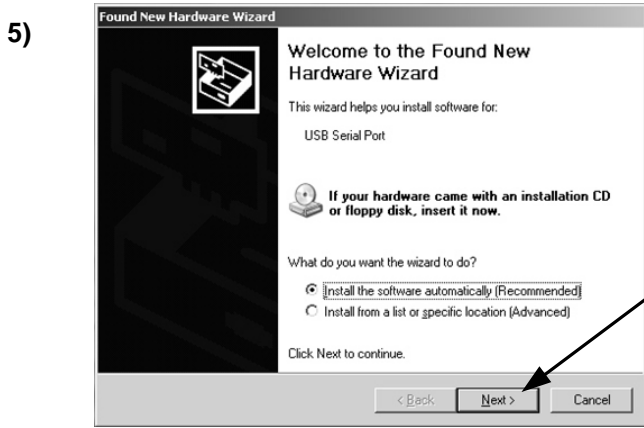 5)
Found New Hardware Wizard
Welcome to the Found New
Hardware Wizard
This wizard helps you install software for:
USB Serial Port
If your hardware came with an installation CD
or floppy disk, insert it now.
What do you want the wizard to do?
Install the software automatically (Recommended)
Install from a list or specific location (Advanced)
Click Next to continue.
< Back
Next >
Cancel